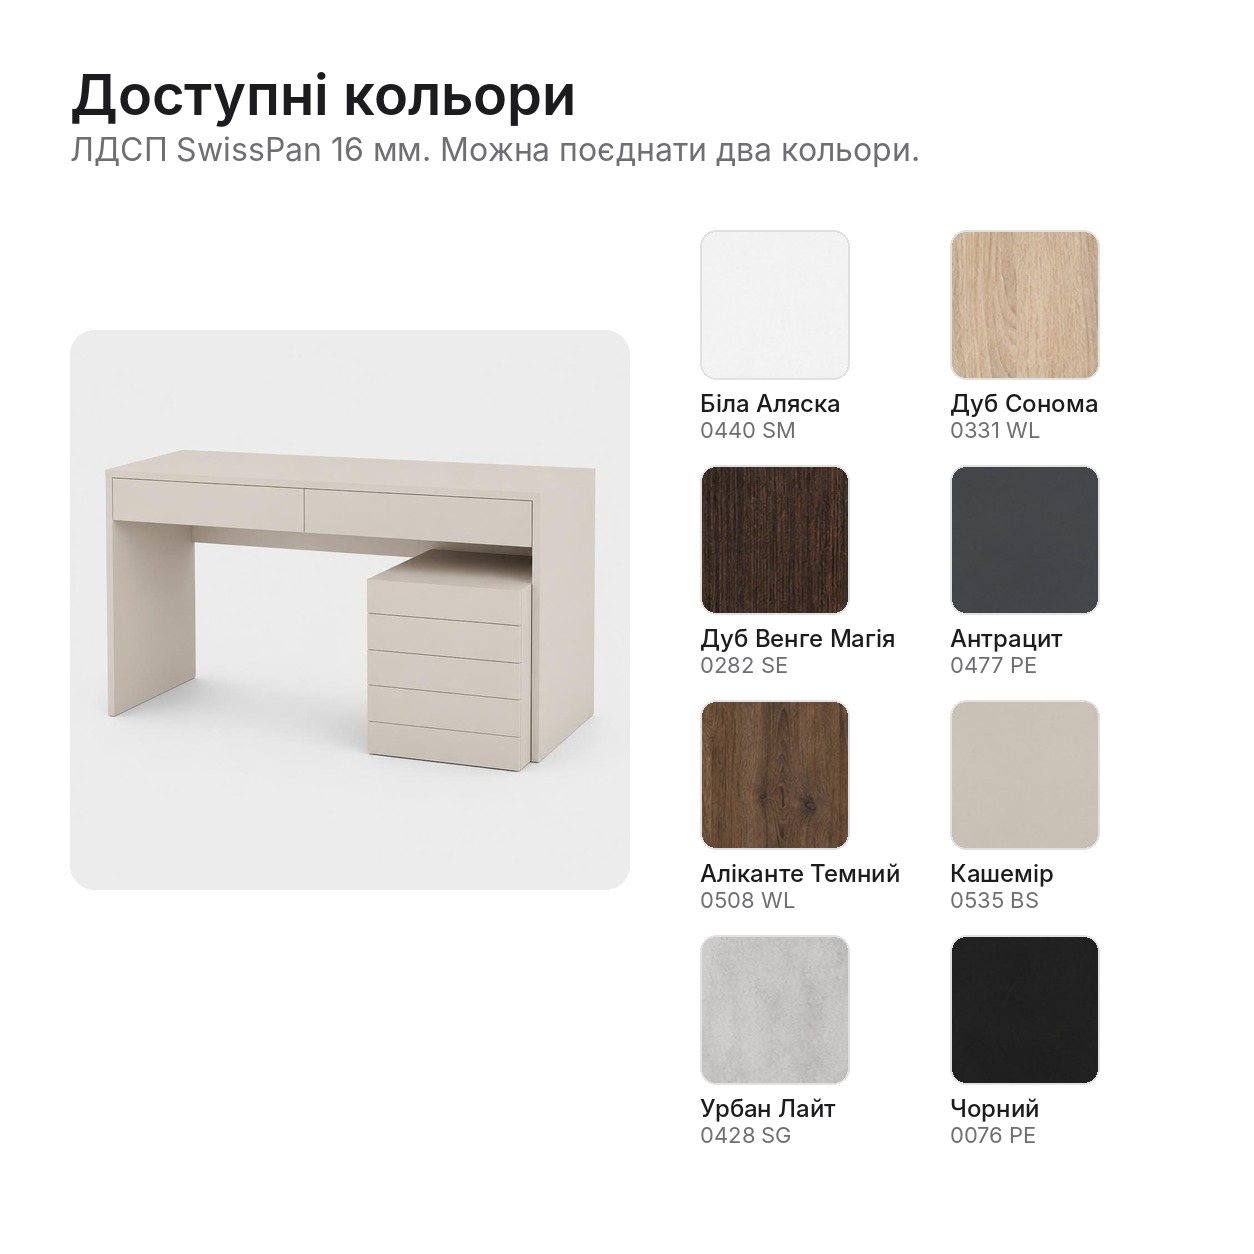 Доступні кольори
ЛДСП SwissPan 16 мм. Можна поєднати два кольори.
Біла Аляска
0440 SM
Дуб Сонома
0331 WL
Дуб Венге Магія
0282 SE
Антрацит
0477 PE
Аліканте Темний
0508 WL
Кашемір
0535 BS
Урбан Лайт
0428 SG
Чорний
0076 PE